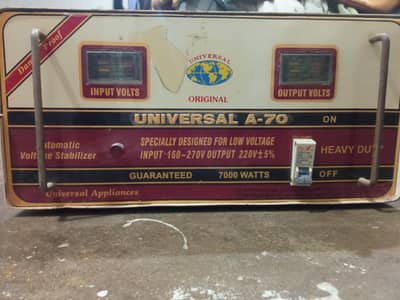 Proof
UNIVERSAL
ORIGINAL
INPUT VOLTS
OUTPUT VOLTS
UNIVERSAL A-70
ON
Automatic
Voltage Stabilizer
SPECIALLY DESIGNED FOR LOW VOLTAGE
INPUT-160-270V OUTPUT 220V±5%
HEAVY DUTY
GUARANTEED 7000 WATTS
OFF
Universal Appliances